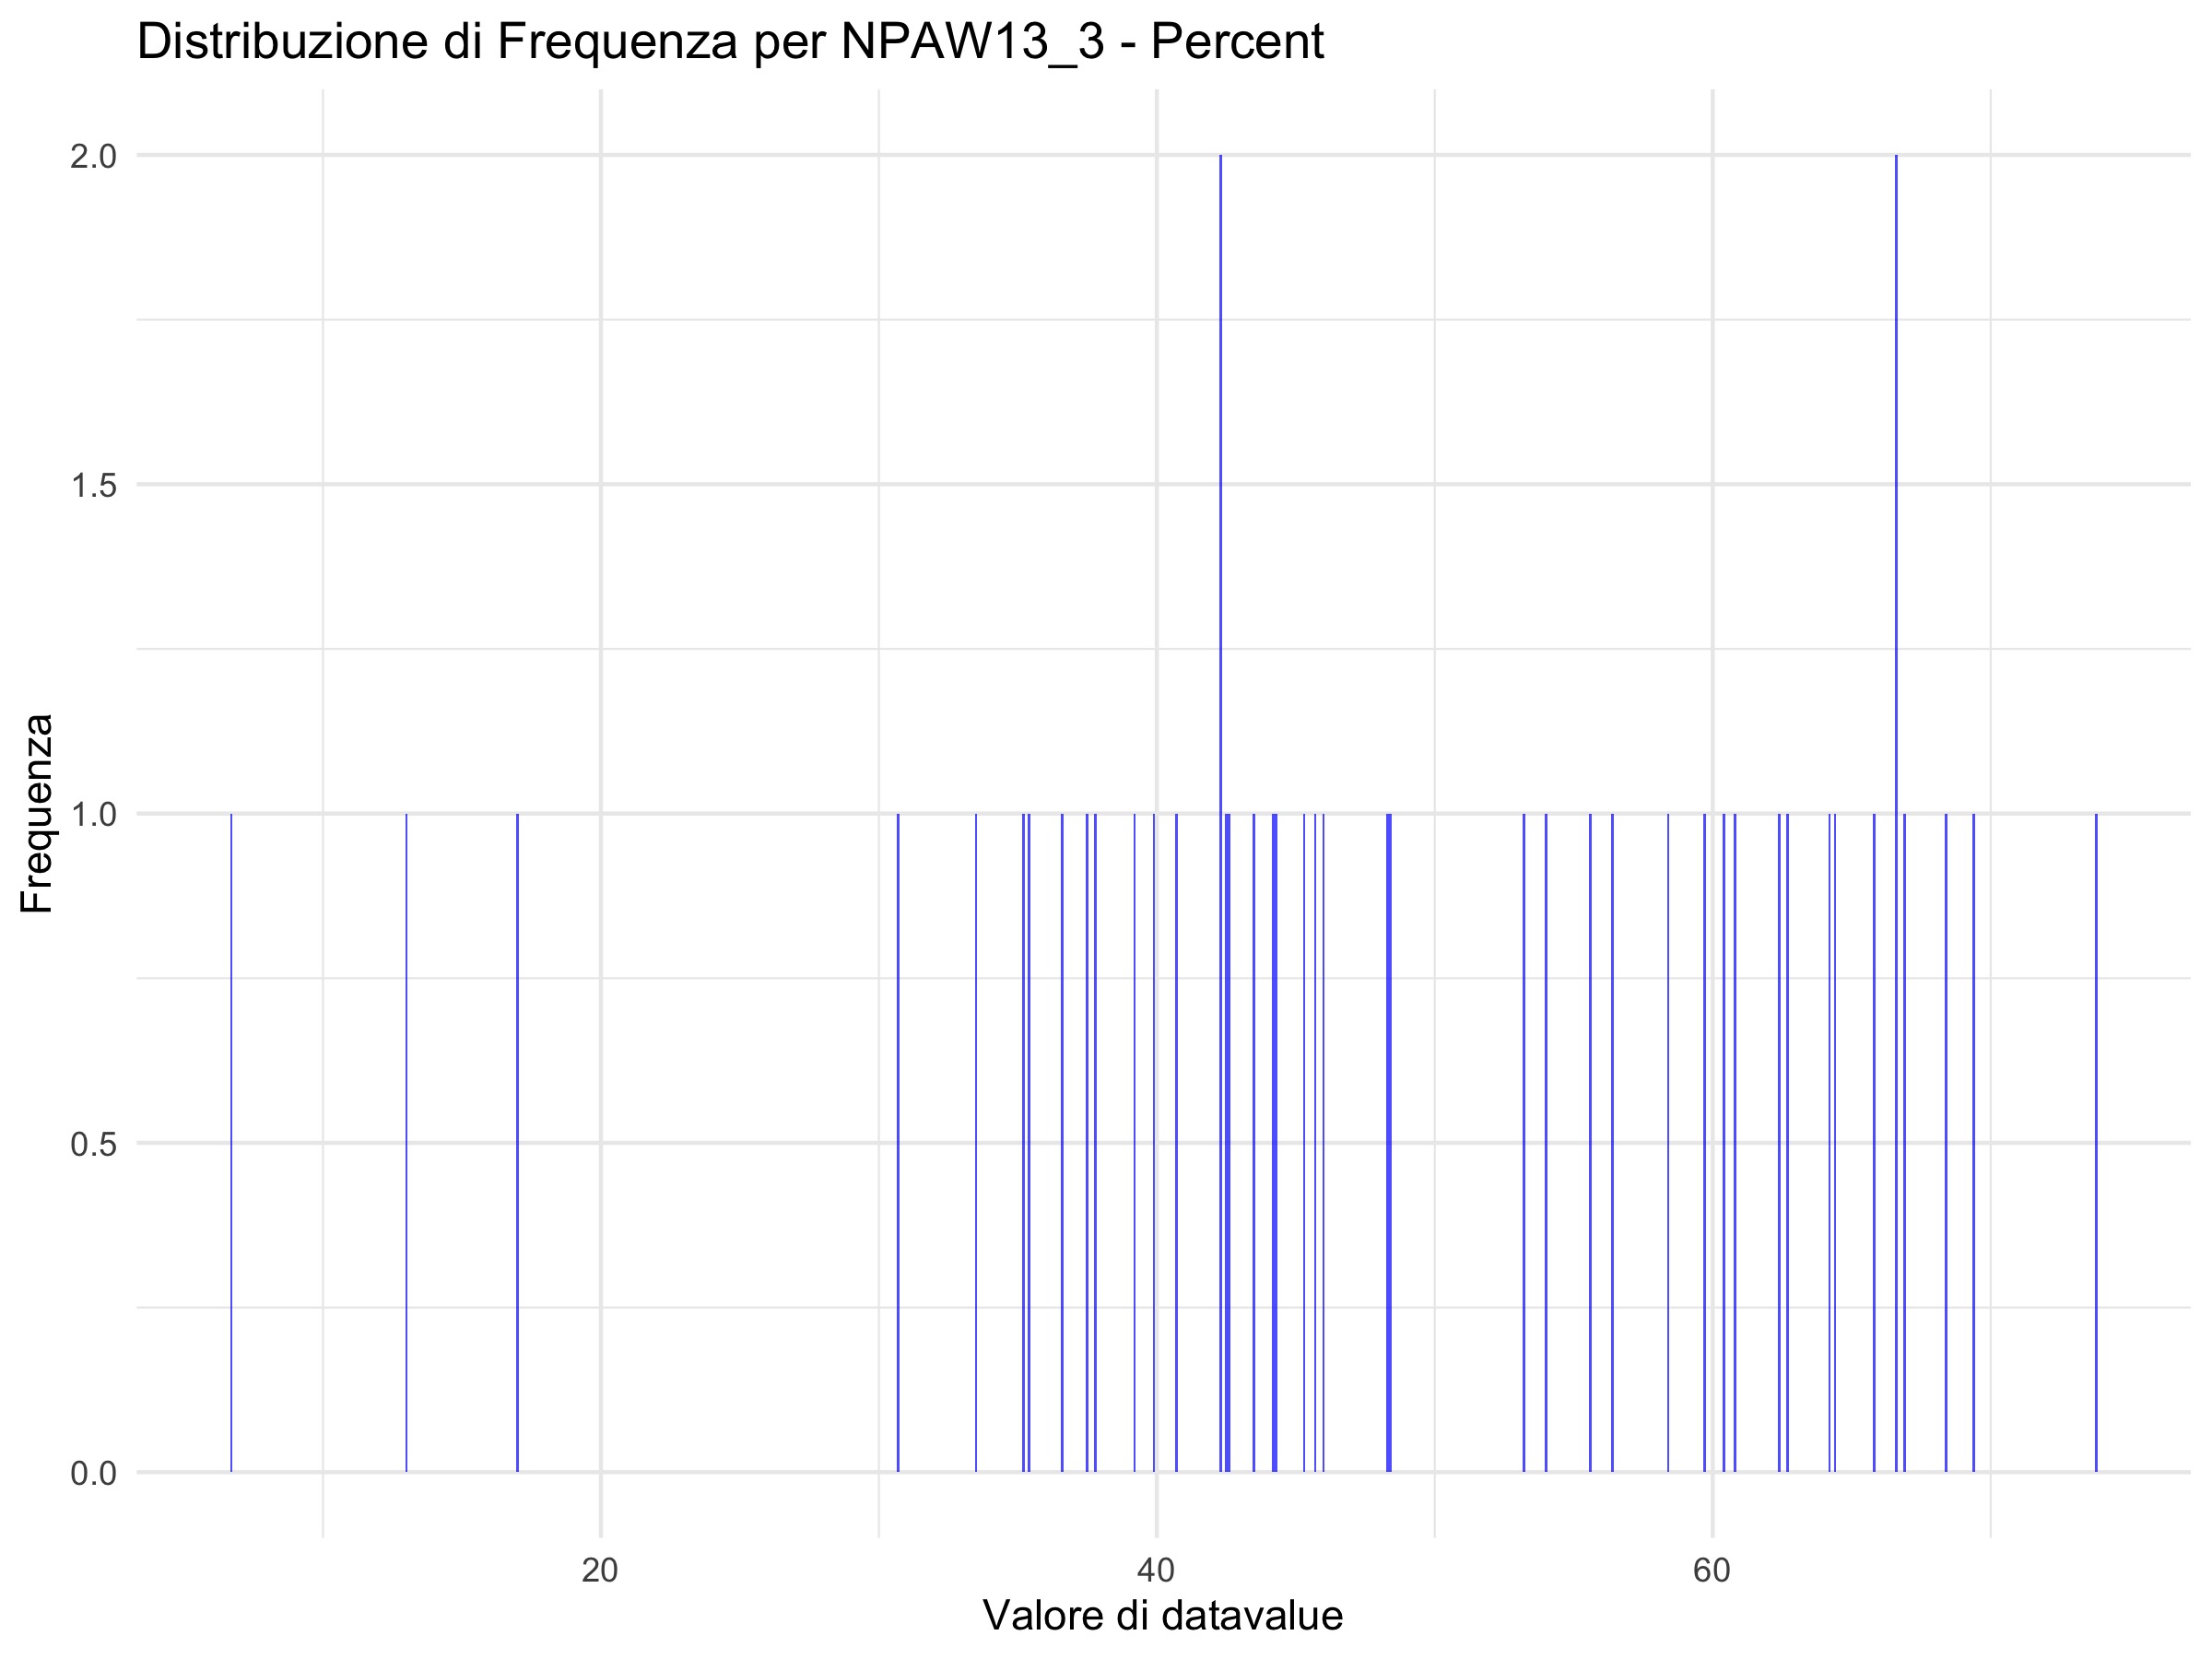 Distribuzione di Frequenza per NPAW13_3 - Percent
2.0
1.5
1.0
0.5
0.0
Frequenza
20 40 60
Valore di datavalue